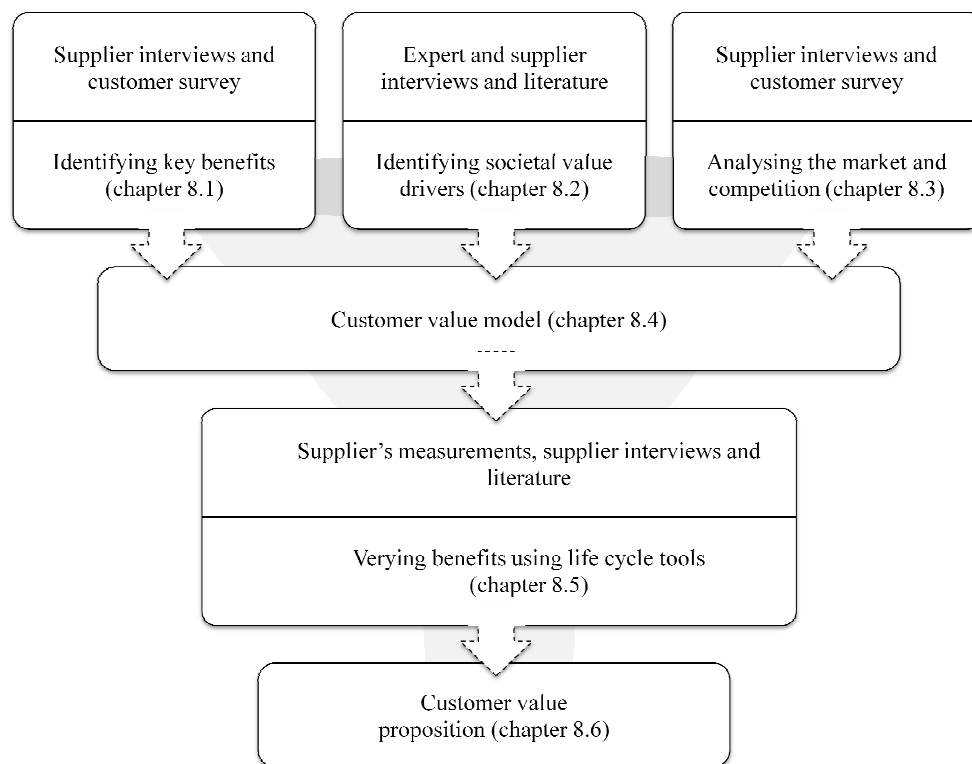 Supplier interviews and
customer survey
Identifying key benefits
(chapter 8.1)
Expert and supplier
interviews and literature
Identifying societal value
drivers (chapter 8.2)
Supplier interviews and
customer survey
Analysing the market and
competition (chapter 8.3)
Customer value model (chapter 8.4)
Supplier’s measurements, supplier interviews and
literature
Verying benefits using life cycle tools
(chapter 8.5)
Customer value
proposition (chapter 8.6)